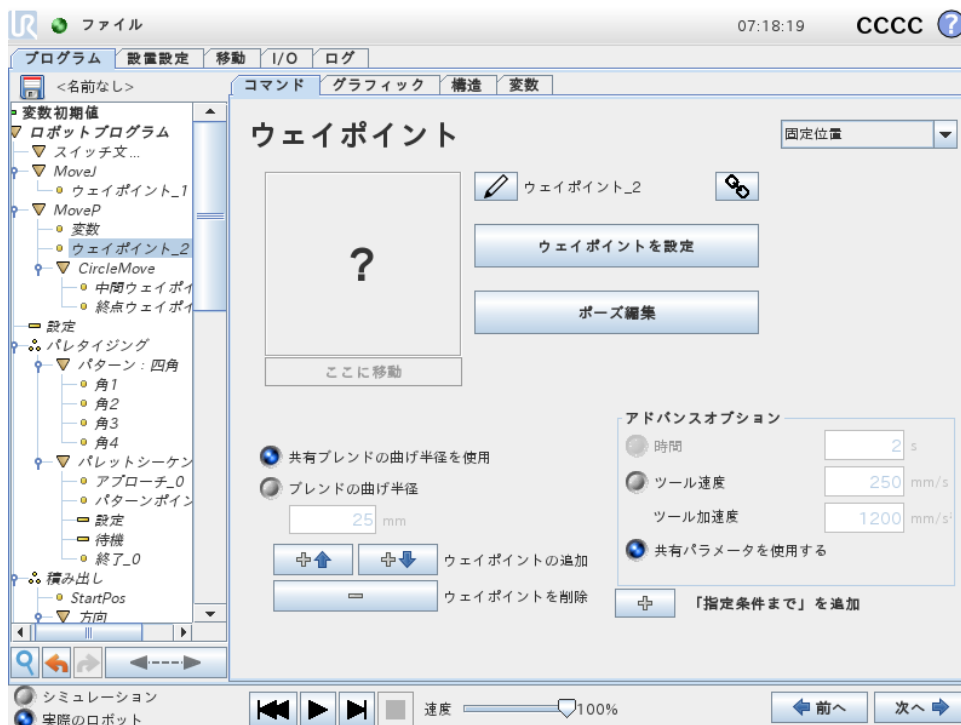 UR ファイル 07:18:19 CCCC ?
プログラム 設置設定 移動 I/O ログ
<名前なし>
コマンド グラフィック 構造 変数
変数初期値
ロボットプログラム
スイッチ文...
MoveJ
ウェイポイント_1
MoveP
変数
ウェイポイント_2
CircleMove
中間ウェイポイ
終点ウェイポイ
設定
パレタイジング
パターン：四角
角1
角2
角3
角4
パレットシーケン
アプローチ_0
パターンポイン
設定
待機
終了_0
積み出し
StartPos
方向
ウェイポイント
固定位置
?
ウェイポイント_2
ウェイポイントを設定
ポーズ編集
ここに移動
共有ブレンドの曲げ半径を使用
ブレンドの曲げ半径
25 mm
ウェイポイントの追加
ウェイポイントを削除
アドバンスオプション
時間 2 s
ツール速度 250 mm/s
ツール加速度 1200 mm/s²
共有パラメータを使用する
「指定条件まで」を追加
シミュレーション
実際のロボット
速度 100%
前へ 次へ